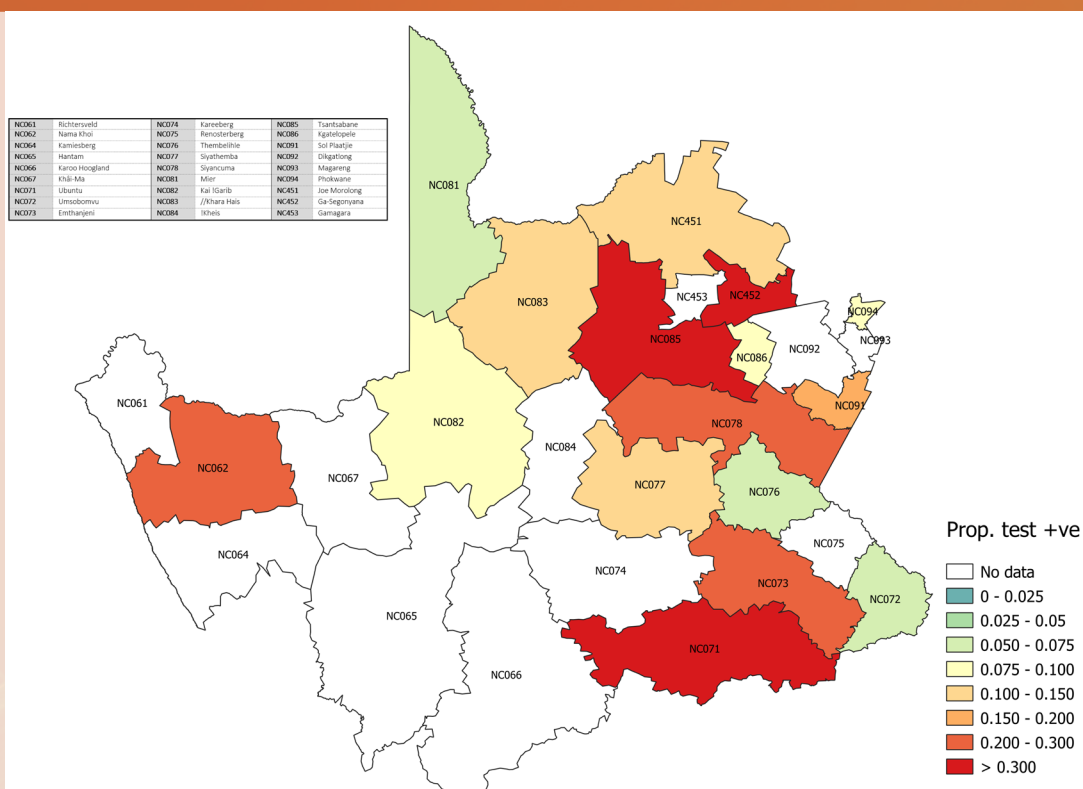 NC061 Richtersveld NC074 Kareeberg NC085 Tsantsabane
NC062 Nama Khoi NC075 Renosterberg NC086 Kgatelopele
NC064 Kamiesberg NC076 Thembelihle NC091 Sol Plaatjie
NC065 Hantam NC077 Siyathemba NC092 Dikgatlong
NC066 Karoo Hoogland NC078 Siyancuma NC093 Magareng
NC067 Khâi-Ma NC081 Mier NC094 Phokwane
NC071 Ubuntu NC082 Kai !Garib NC451 Joe Morolong
NC072 Umsobomvu NC083 //Khara Hais NC452 Ga-Segonyana
NC073 Emthanjeni NC084 !Kheis NC453 Gamagara
NC081
NC451
NC083
NC453
NC452
NC094
NC085
NC086
NC092
NC093
NC061
NC091
NC082
NC078
NC084
NC062
NC067
NC077
NC076
NC064
NC074
NC075
NC073
NC072
NC065
NC071
NC066
Prop. test +ve
No data
0 - 0.025
0.025 - 0.05
0.050 - 0.075
0.075 - 0.100
0.100 - 0.150
0.150 - 0.200
0.200 - 0.300
> 0.300